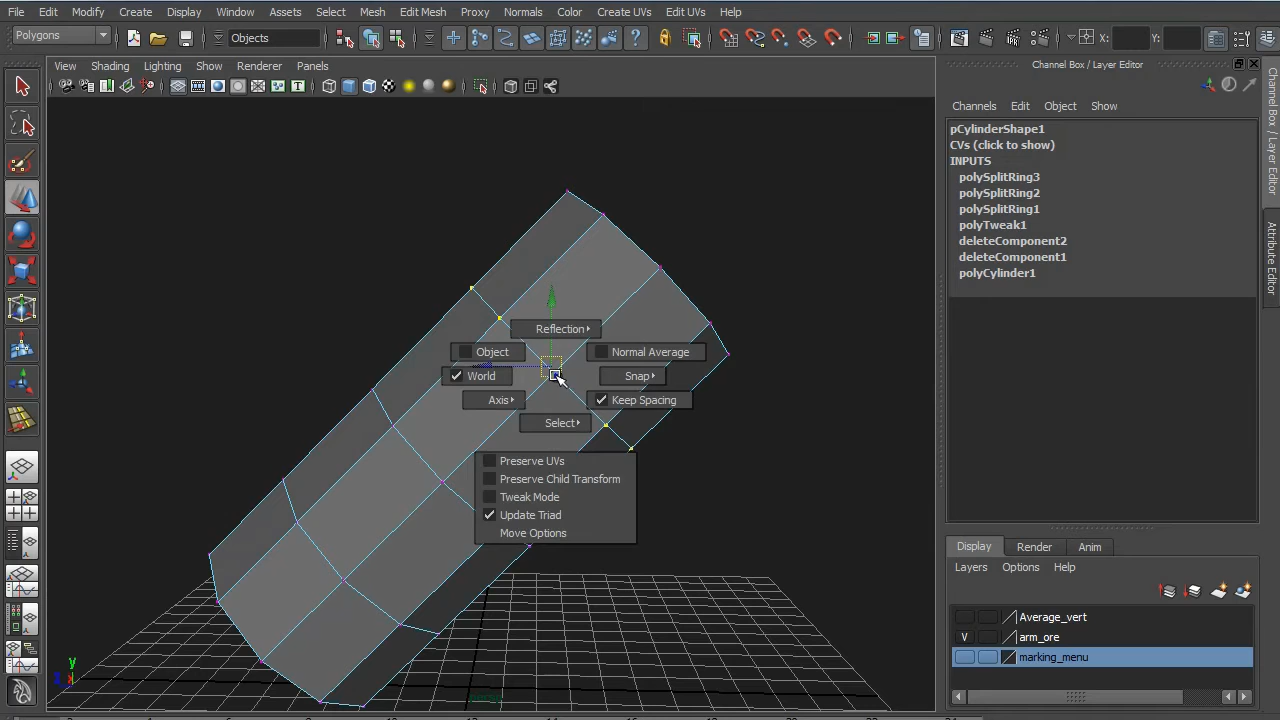 File Edit Modify Create Display Window Assets Select Mesh Edit Mesh Proxy Normals Color Create UVs Edit UVs Help
Polygons Objects X: Y:
View Shading Lighting Show Renderer Panels
Channel Box / Layer Editor
Channels Edit Object Show
pCylinderShape1
CVs (click to show)
INPUTS
polySplitRing3
polySplitRing2
polySplitRing1
polyTweak1
deleteComponent2
deleteComponent1
polyCylinder1
Channel Box / Layer Editor
Attribute Editor
Reflection
Object Normal Average
World Snap
Axis Keep Spacing
Select
Preserve UVs
Preserve Child Transform
Tweak Mode
Update Triad
Move Options
y
persp
Display Render Anim
Layers Options Help
Average_vert
V arm_ore
marking_menu